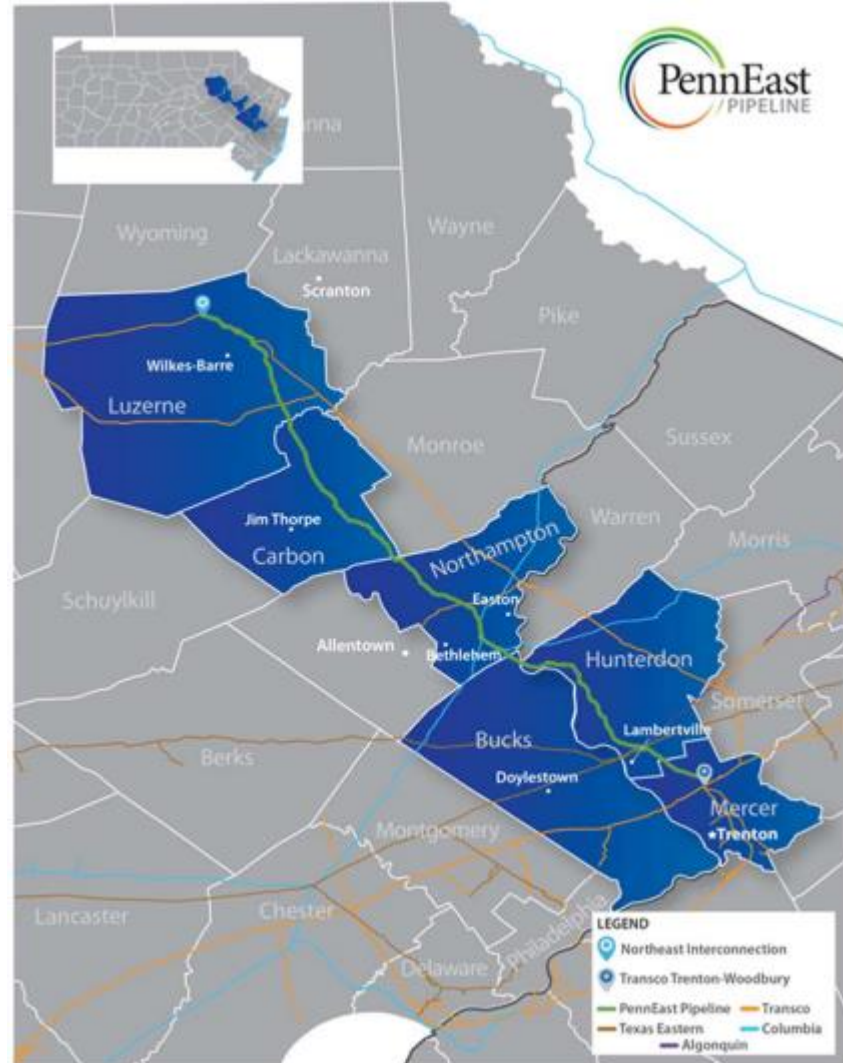 PennEast
PIPELINE
anna
Wyoming
Wayne
Lackawanna
Scranton
Pike
Wilkes-Barre
Luzerne
Monroe
Sussex
Jim Thorpe
Carbon
Northampton
Warren
Morris
Schuylkill
Easton
Allentown
Bethlehem
Hunterdon
Somerset
Lambertville
Bucks
Berks
Doylestown
Mercer
Trenton
Montgomery
Lancaster
Chester
Philadelphia
Delaware
LEGEND
Northeast Interconnection
Transco Trenton-Woodbury
PennEast Pipeline
Transco
Texas Eastern
Columbia
Algonquin